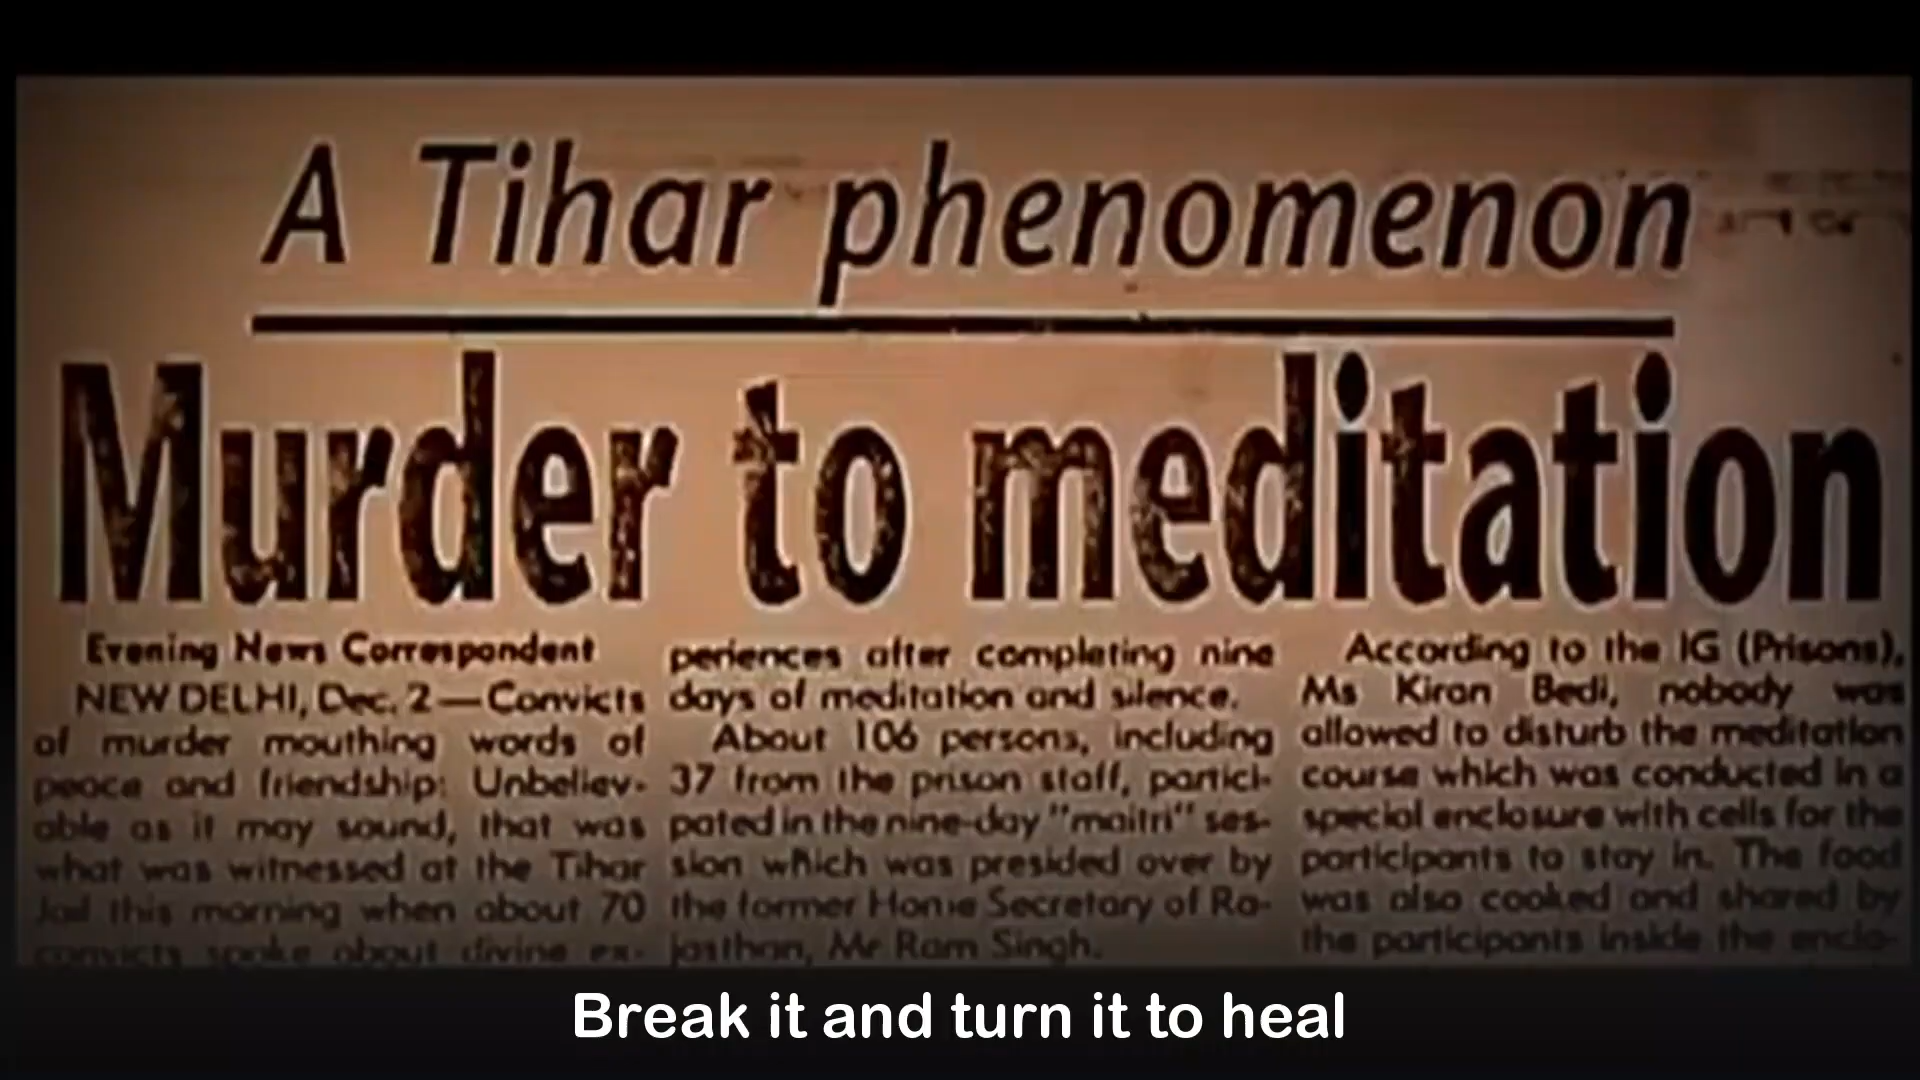 A Tihar phenomenon
Murder to meditation
Evening News Correspondent
NEW DELHI, Dec. 2—Convicts
of murder mouthing words of
peace and friendship: Unbeliev-
able as it may sound, that was
what was witnessed at the Tihar
Jail this morning when about 70
convicts spoke about divine ex-
periences after completing nine
days of meditation and silence.
About 106 persons, including
37 from the prison staff, partici-
pated in the nine-day "maitri" ses-
sion which was presided over by
the former Home Secretary of Ra-
jasthan, Mr Ram Singh.
According to the IG (Prisons),
Ms Kiran Bedi, nobody was
allowed to disturb the meditation
course which was conducted in a
special enclosure with cells for the
participants to stay in. The food
was also cooked and shared by
the participants inside the enclo-
Break it and turn it to heal